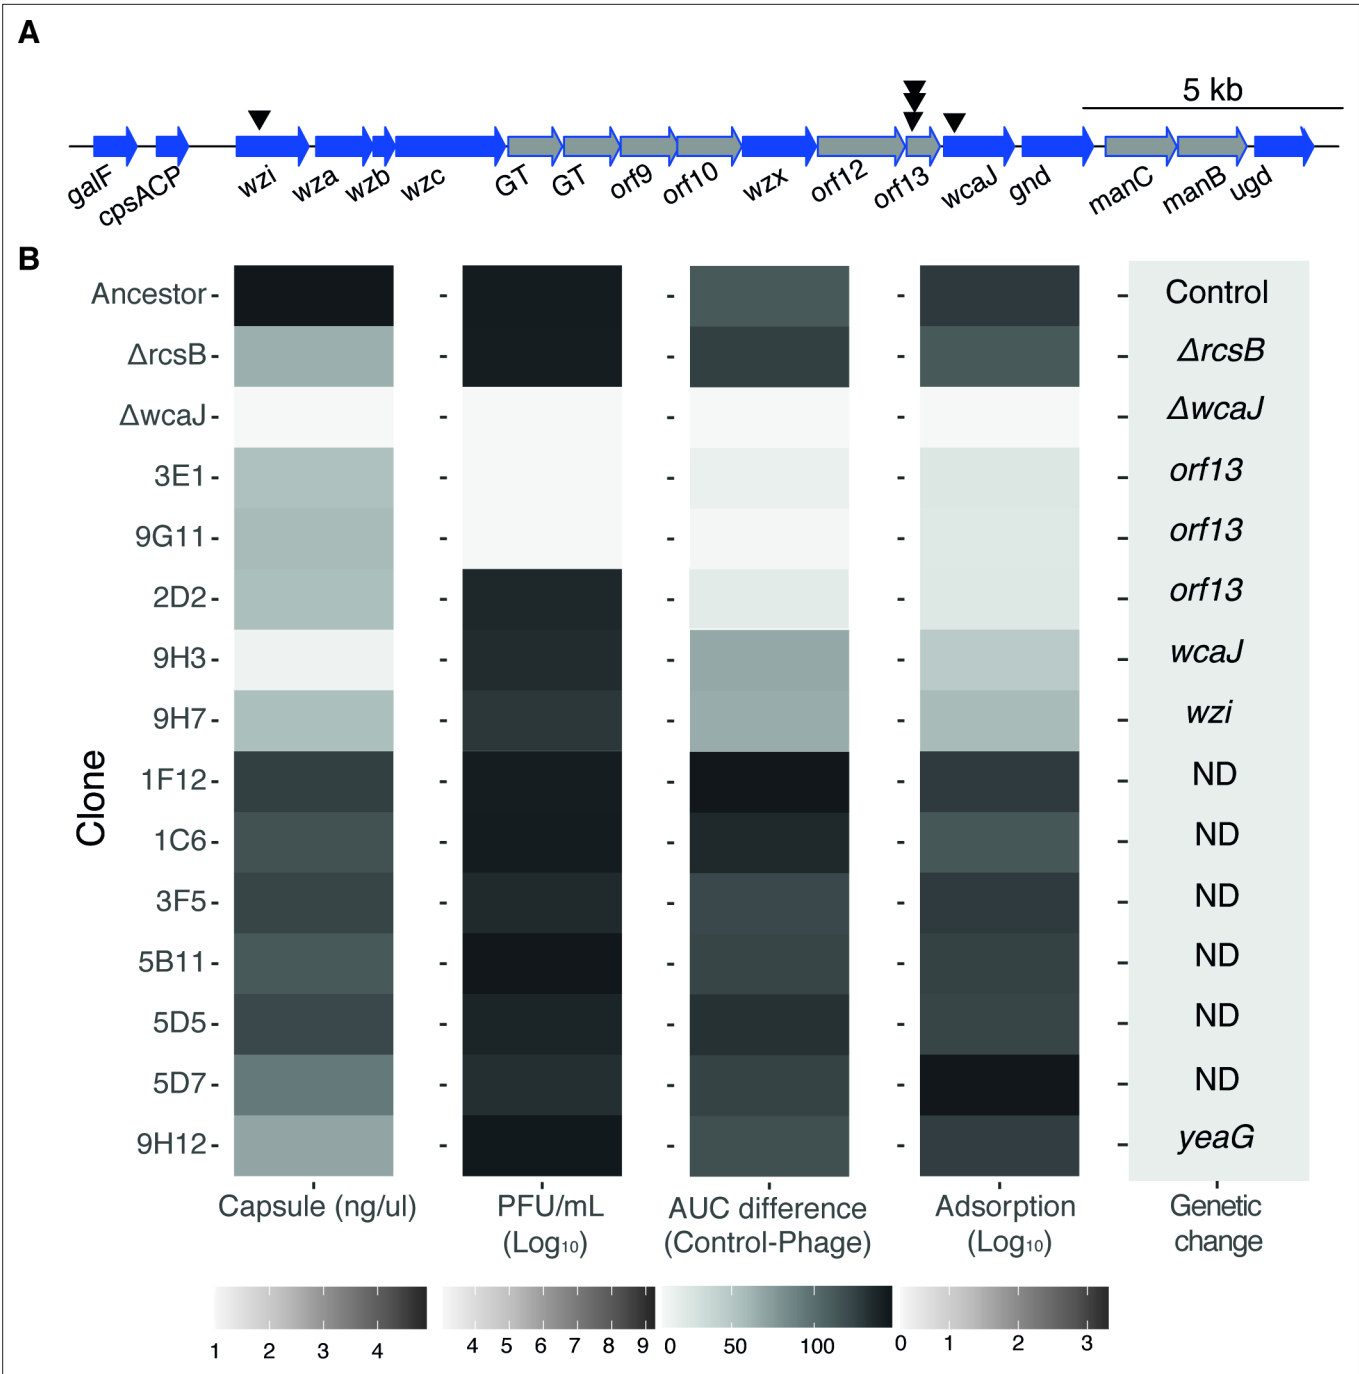 A
5 kb
galF cpsACP wzi wza wzb wzc GT GT orf9 orf10 wzx orf12 orf13 wcaJ gnd manC manB ugd
B
Clone
Ancestor- - - - - Control
ΔrcsB- - - - - ΔrcsB
ΔwcaJ- - - - - ΔwcaJ
3E1- - - - - orf13
9G11- - - - - orf13
2D2- - - - - orf13
9H3- - - - - wcaJ
9H7- - - - - wzi
1F12- - - - - ND
1C6- - - - - ND
3F5- - - - - ND
5B11- - - - - ND
5D5- - - - - ND
5D7- - - - - ND
9H12- - - - - yeaG
Capsule (ng/ul)
PFU/mL
(Log₁₀)
AUC difference
(Control-Phage)
Adsorption
(Log₁₀)
Genetic
change
1 2 3 4
4 5 6 7 8 9
0 50 100
0 1 2 3